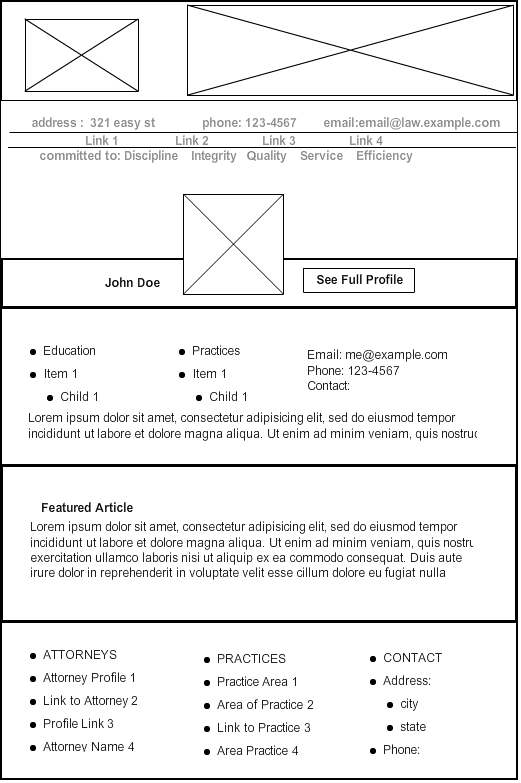 address :  321 easy st phone: 123-4567 email:email@law.example.com
Link 1 Link 2 Link 3 Link 4
committed to: Discipline Integrity Quality Service Efficiency
John Doe See Full Profile
Education
Item 1
Child 1
Practices
Item 1
Child 1
Email: me@example.com
Phone: 123-4567
Contact:
Lorem ipsum dolor sit amet, consectetur adipisicing elit, sed do eiusmod tempor
incididunt ut labore et dolore magna aliqua. Ut enim ad minim veniam, quis nostruc
Featured Article
Lorem ipsum dolor sit amet, consectetur adipisicing elit, sed do eiusmod tempor
incididunt ut labore et dolore magna aliqua. Ut enim ad minim veniam, quis nostru
exercitation ullamco laboris nisi ut aliquip ex ea commodo consequat. Duis aute
irure dolor in reprehenderit in voluptate velit esse cillum dolore eu fugiat nulla
ATTORNEYS
Attorney Profile 1
Link to Attorney 2
Profile Link 3
Attorney Name 4
PRACTICES
Practice Area 1
Area of Practice 2
Link to Practice 3
Area Practice 4
CONTACT
Address:
city
state
Phone: